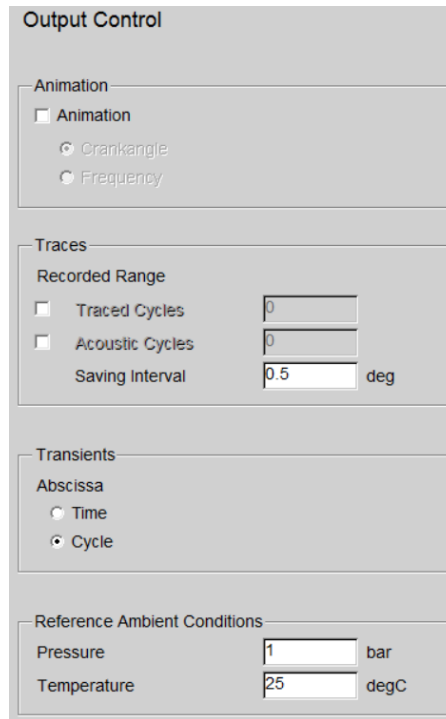 Output Control
Animation
Animation
Crankangle
Frequency
Traces
Recorded Range
Traced Cycles 0
Acoustic Cycles 0
Saving Interval 0.5 deg
Transients
Abscissa
Time
Cycle
Reference Ambient Conditions
Pressure 1 bar
Temperature 25 degC